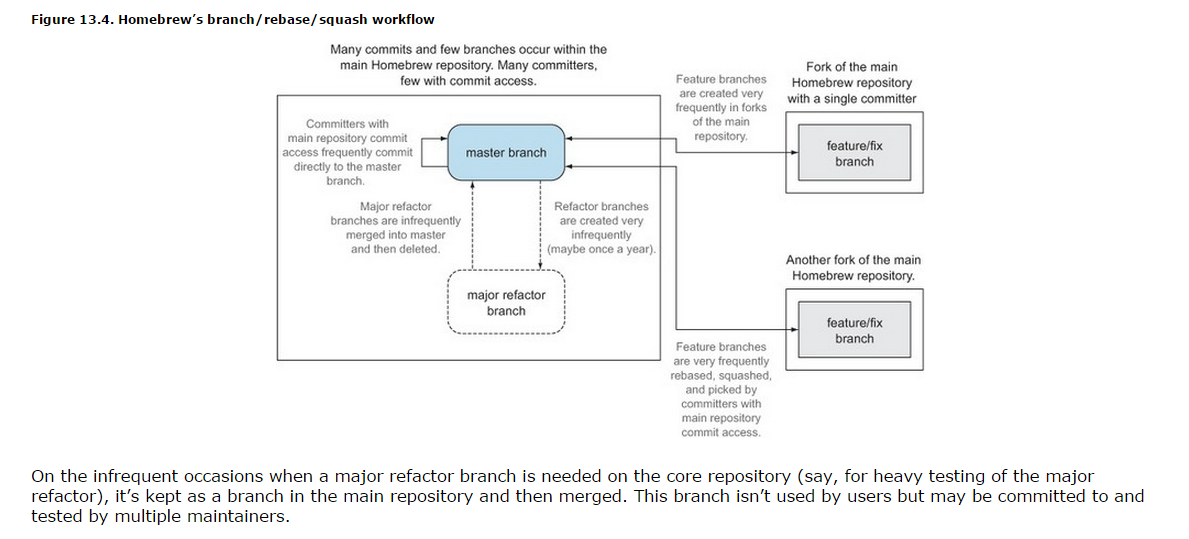 Figure 13.4. Homebrew’s branch/rebase/squash workflow
Many commits and few branches occur within the
main Homebrew repository. Many committers,
few with commit access.
Committers with
main repository commit
access frequently commit
directly to the master
branch.
master branch
Major refactor
branches are infrequently
merged into master
and then deleted.
Refactor branches
are created very
infrequently
(maybe once a year).
major refactor
branch
Feature branches
are created very
frequently in forks
of the main
repository.
Fork of the main
Homebrew repository
with a single committer
feature/fix
branch
Another fork of the main
Homebrew repository.
feature/fix
branch
Feature branches
are very frequently
rebased, squashed,
and picked by
committers with
main repository
commit access.
On the infrequent occasions when a major refactor branch is needed on the core repository (say, for heavy testing of the major
refactor), it’s kept as a branch in the main repository and then merged. This branch isn’t used by users but may be committed to and
tested by multiple maintainers.